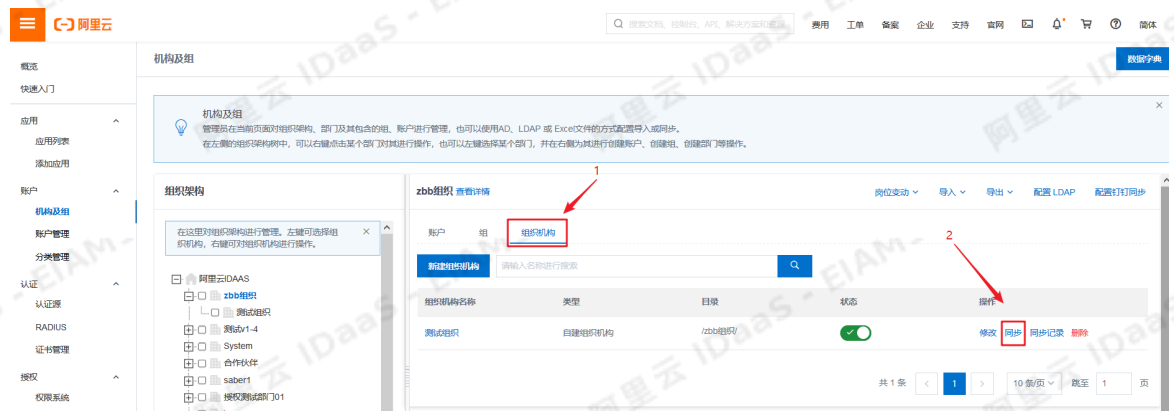 阿里云
搜索文档、控制台、API、解决方案和资源
费用 工单 备案 企业 支持 官网 简体
概览
快速入门
应用
应用列表
添加应用
账户
机构及组
账户管理
分类管理
认证
认证源
RADIUS
证书管理
授权
权限系统
机构及组
数据字典
机构及组
管理员在当前页面对组织架构、部门及其包含的组、账户进行管理，也可以使用AD、LDAP 或 Excel文件的方式配置导入或同步。
在左侧的组织架构树中，可以右键点击某个部门对其进行操作，也可以左键选择某个部门，并在右侧为其进行创建账户、创建组、创建部门等操作。
组织架构
在这里对组织架构进行管理。左键可选择组
织机构，右键可对组织机构进行操作。
阿里云IDAAS
zbb组织
测试组织
测试v1-4
System
合作伙伴
saber1
授权测试部门01
zbb组织 查看详情
岗位变动 导入 导出 配置 LDAP 配置钉钉同步
1
账户 组 组织机构
2
新建组织机构 请输入名称进行搜索
组织机构名称 类型 目录 状态 操作
测试组织 自建组织机构 /zbb组织/ 修改 同步 同步记录 删除
共 1 条 < 1 > 10 条/页 跳至 1 页